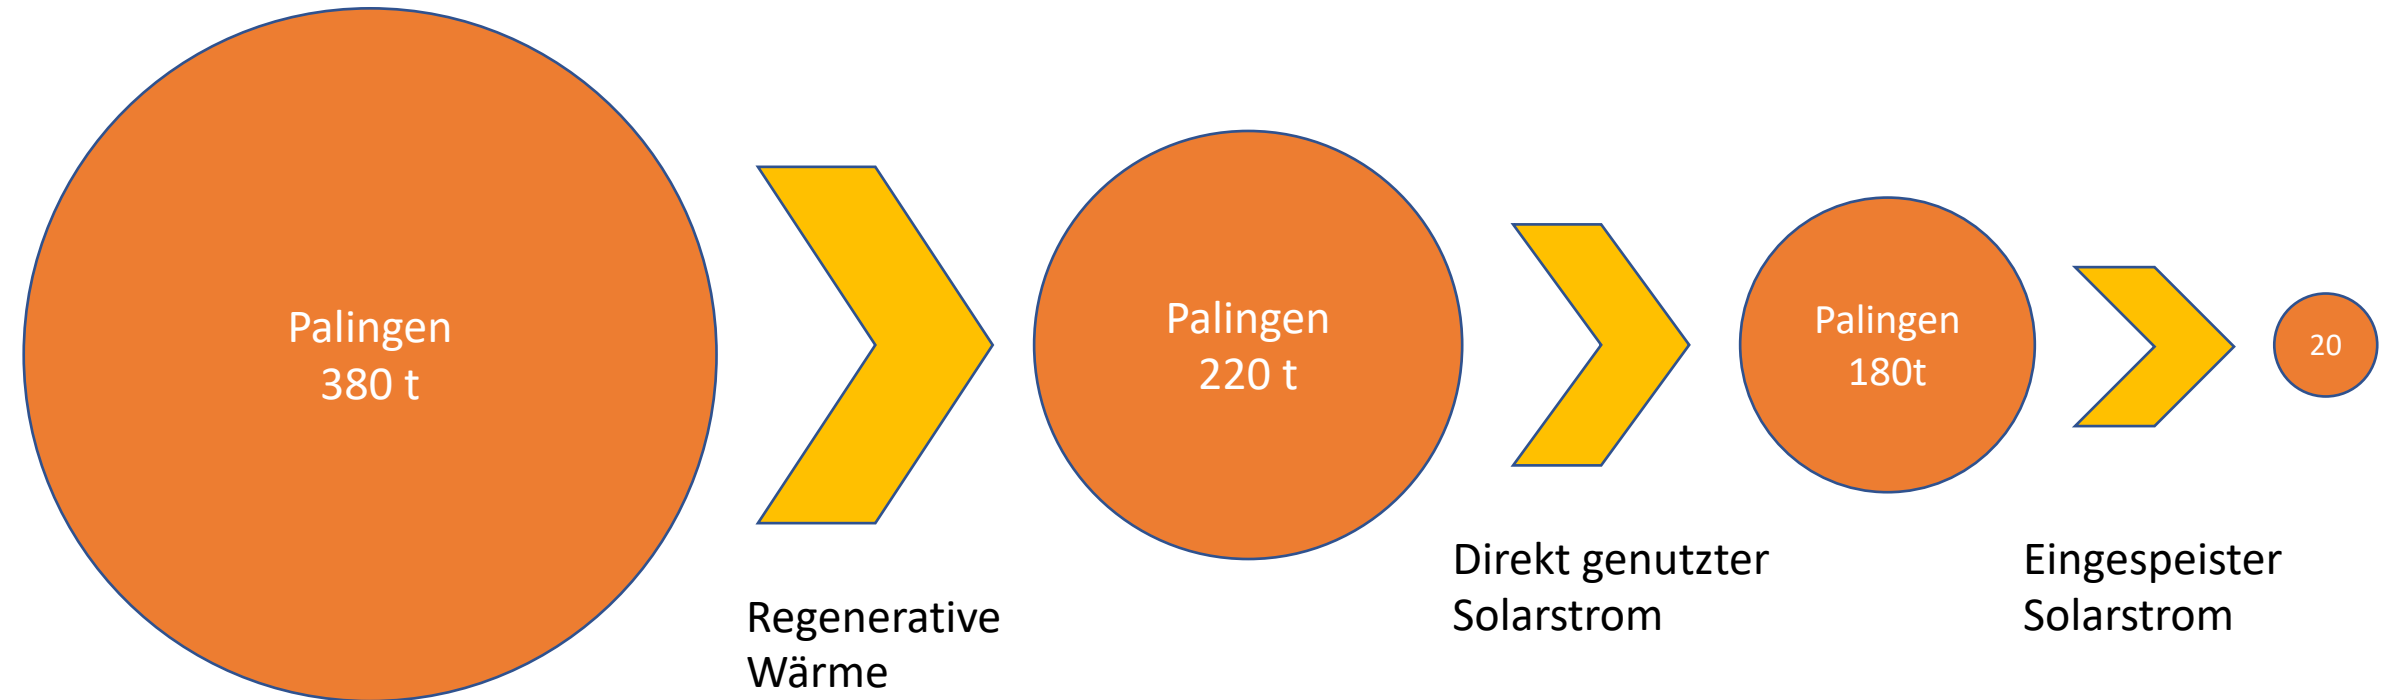 Palingen
380 t
Regenerative
Wärme
Palingen
220 t
Direkt genutzter
Solarstrom
Palingen
180t
Eingespeister
Solarstrom
20